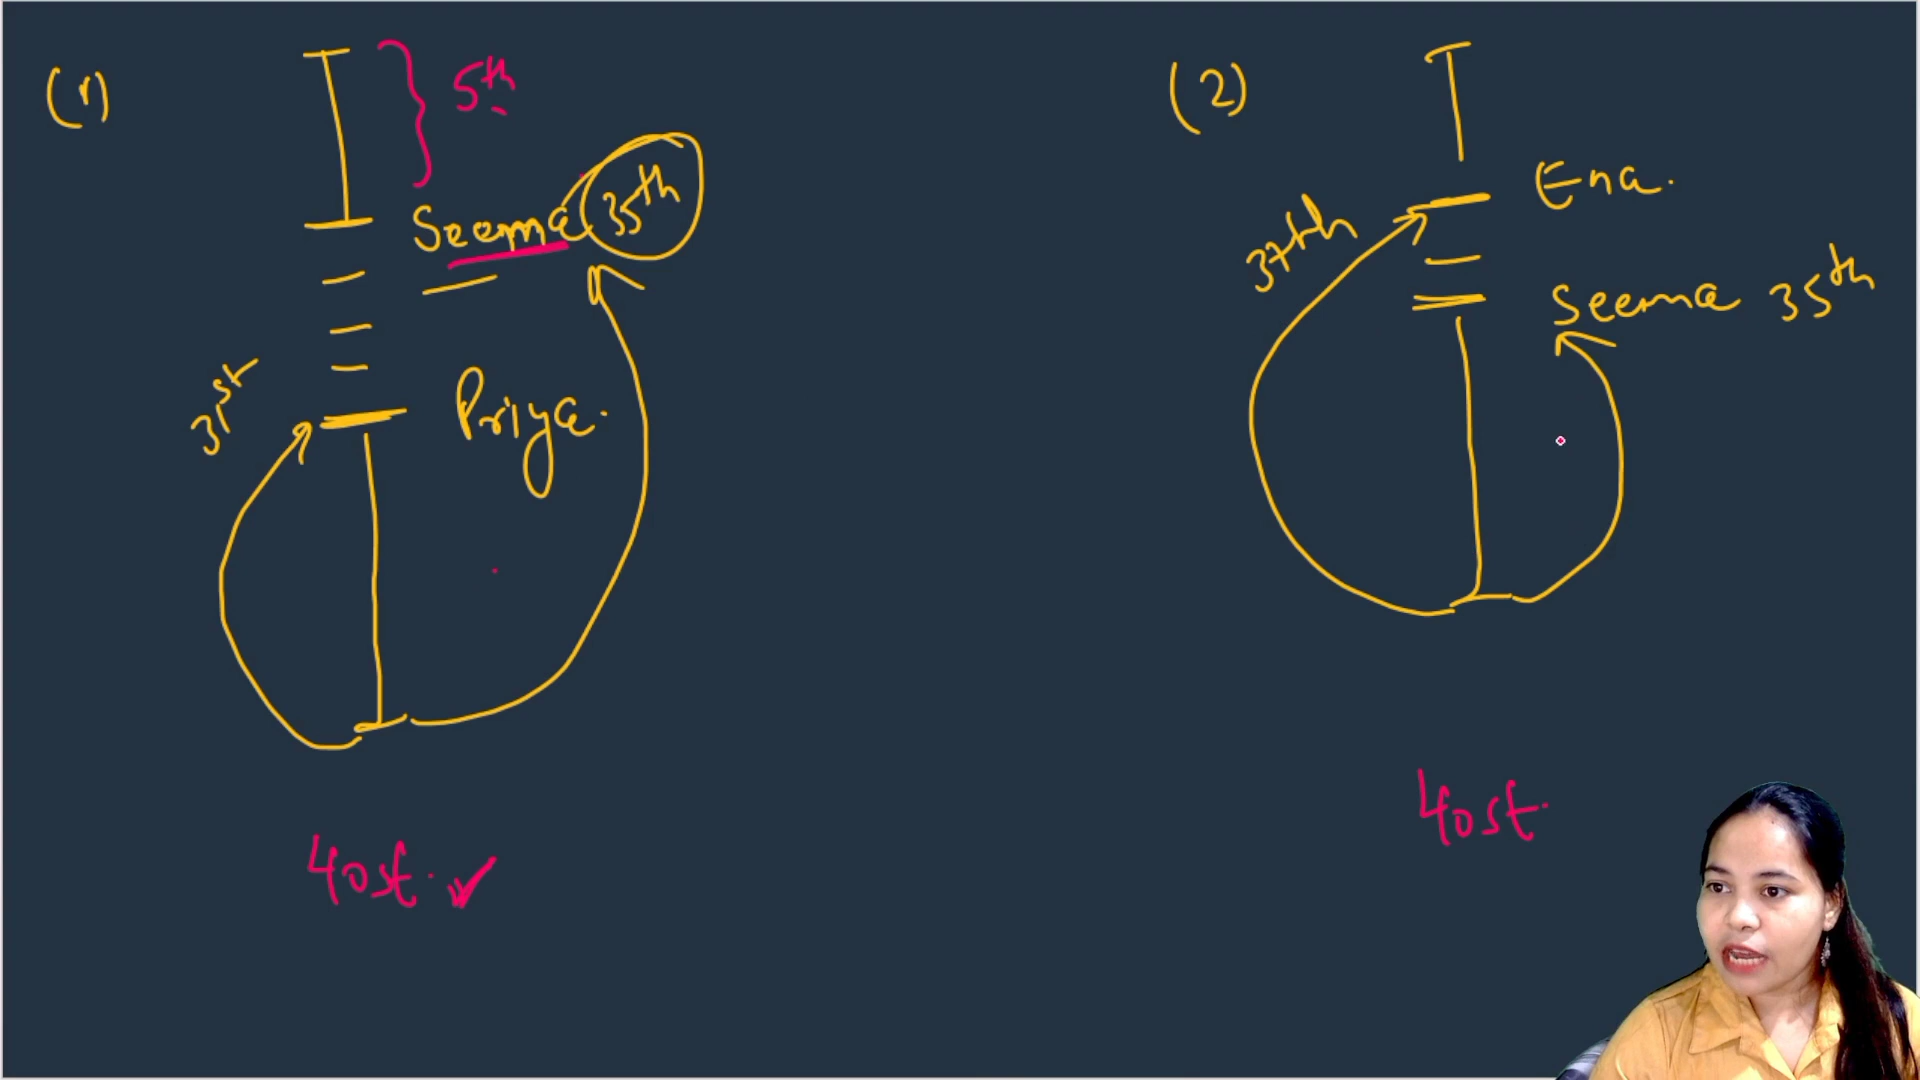 (1)
5th
Seema 35th
31st
Priya.
40st.
(2)
Ena.
37th
Seema 35th
40st.